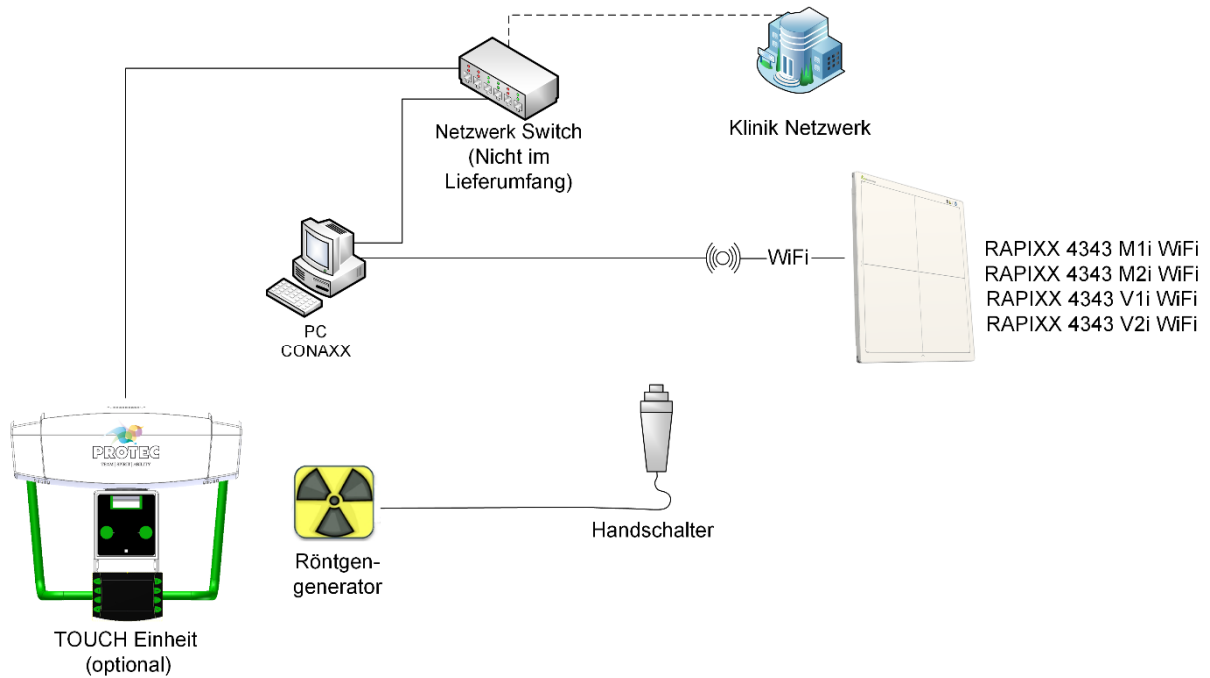 Netzwerk Switch
(Nicht im
Lieferumfang)
Klinik Netzwerk
WiFi
RAPIXX 4343 M1i WiFi
RAPIXX 4343 M2i WiFi
RAPIXX 4343 V1i WiFi
RAPIXX 4343 V2i WiFi
PC
CONAXX
PROTEC
Handschalter
Röntgen-
generator
TOUCH Einheit
(optional)